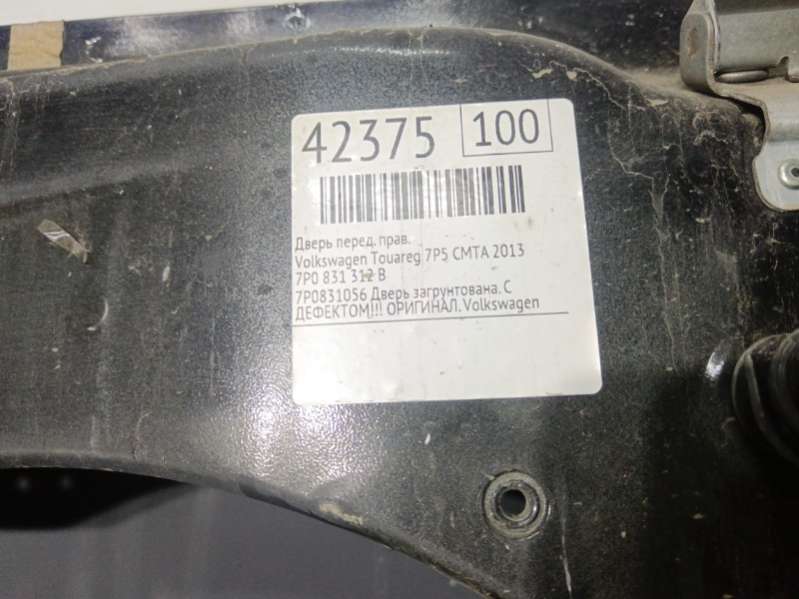 42375 100
Дверь перед. прав.
Volkswagen Touareg 7P5 CMTA 2013
7P0 831 312 B
7P0831056 Дверь загрунтована. С
ДЕФЕКТОМ!!! ОРИГИНАЛ. Volkswagen